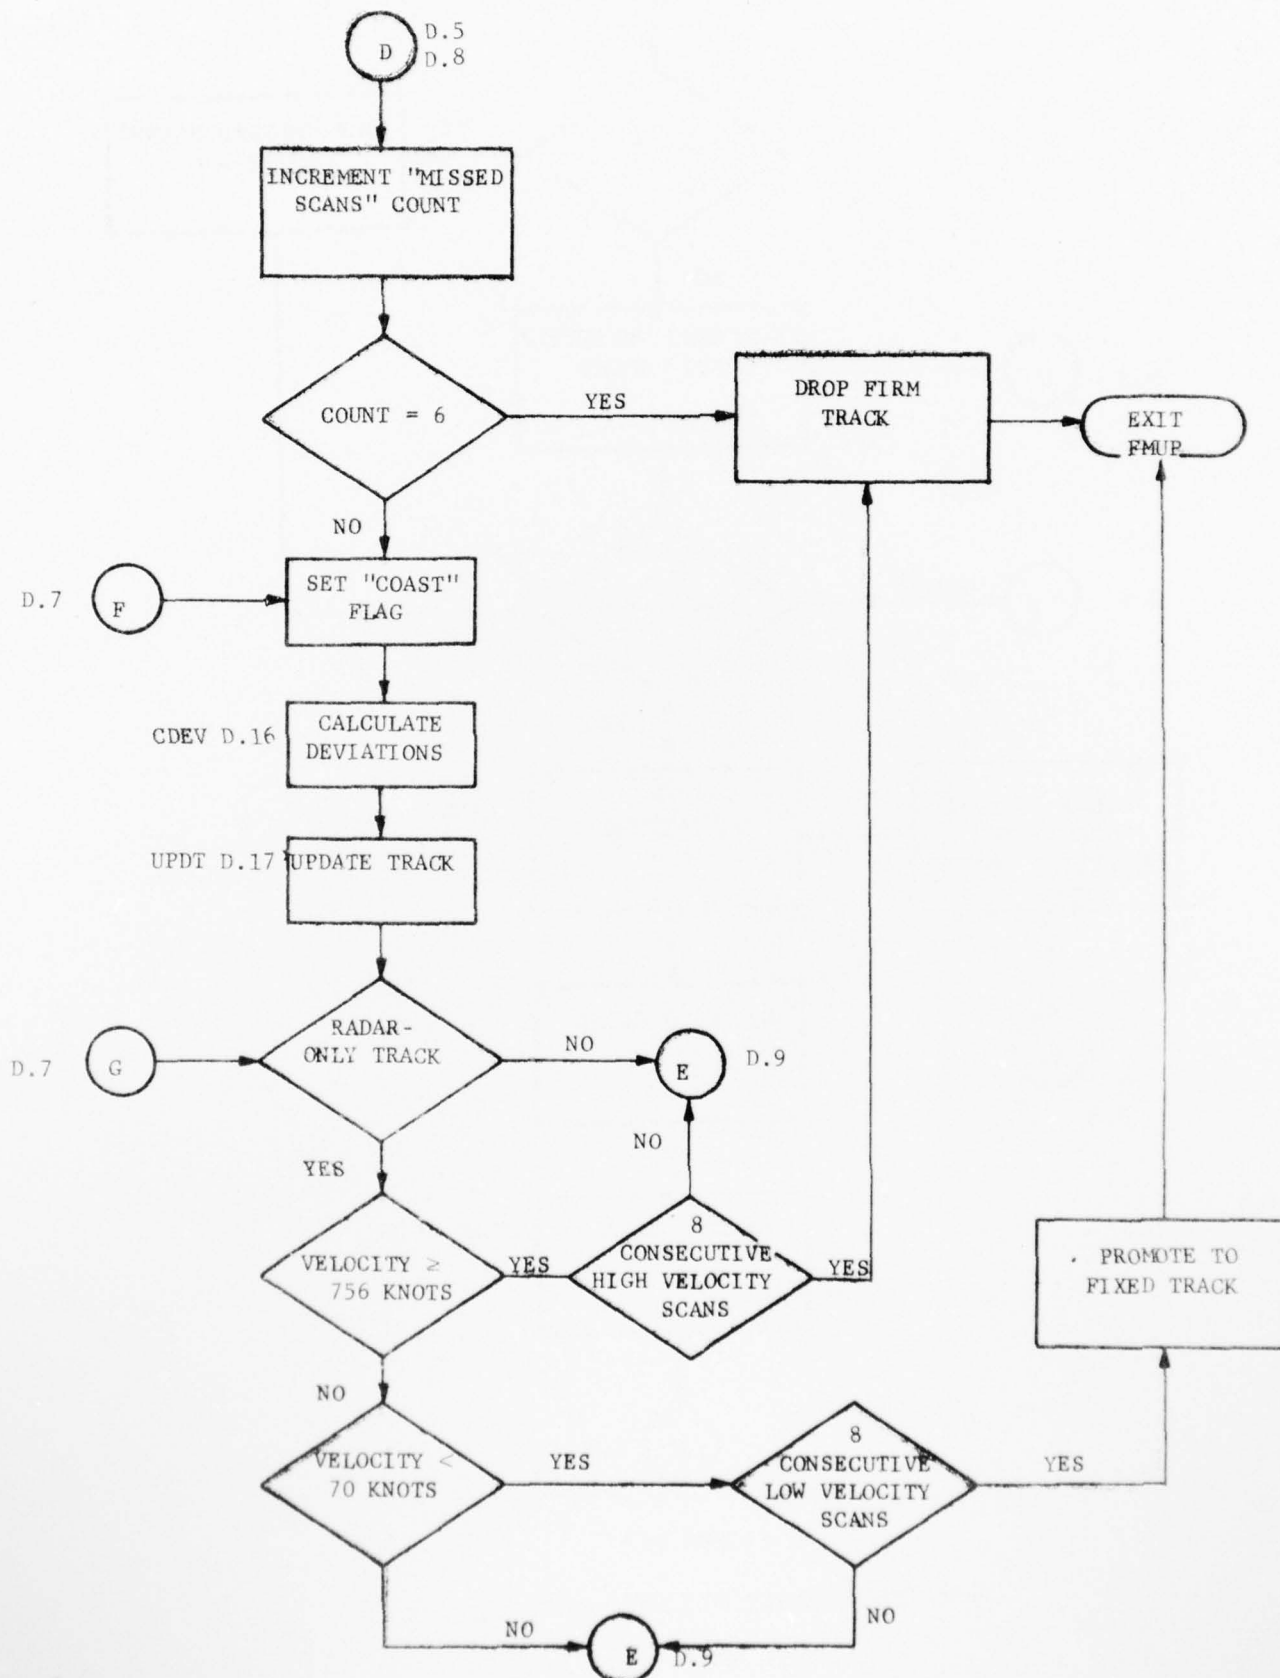 D
D.5
D.8
INCREMENT "MISSED
SCANS" COUNT
COUNT = 6
YES
DROP FIRM
TRACK
EXIT
FMUP
NO
D.7
F
SET "COAST"
FLAG
CDEV D.16
CALCULATE
DEVIATIONS
UPDT D.17
UPDATE TRACK
D.7
G
RADAR-
ONLY TRACK
NO
E
D.9
NO
YES
VELOCITY ≥
756 KNOTS
YES
8
CONSECUTIVE
HIGH VELOCITY
SCANS
YES
. PROMOTE TO
FIXED TRACK
NO
VELOCITY <
70 KNOTS
YES
8
CONSECUTIVE
LOW VELOCITY
SCANS
YES
NO
NO
E
D.9